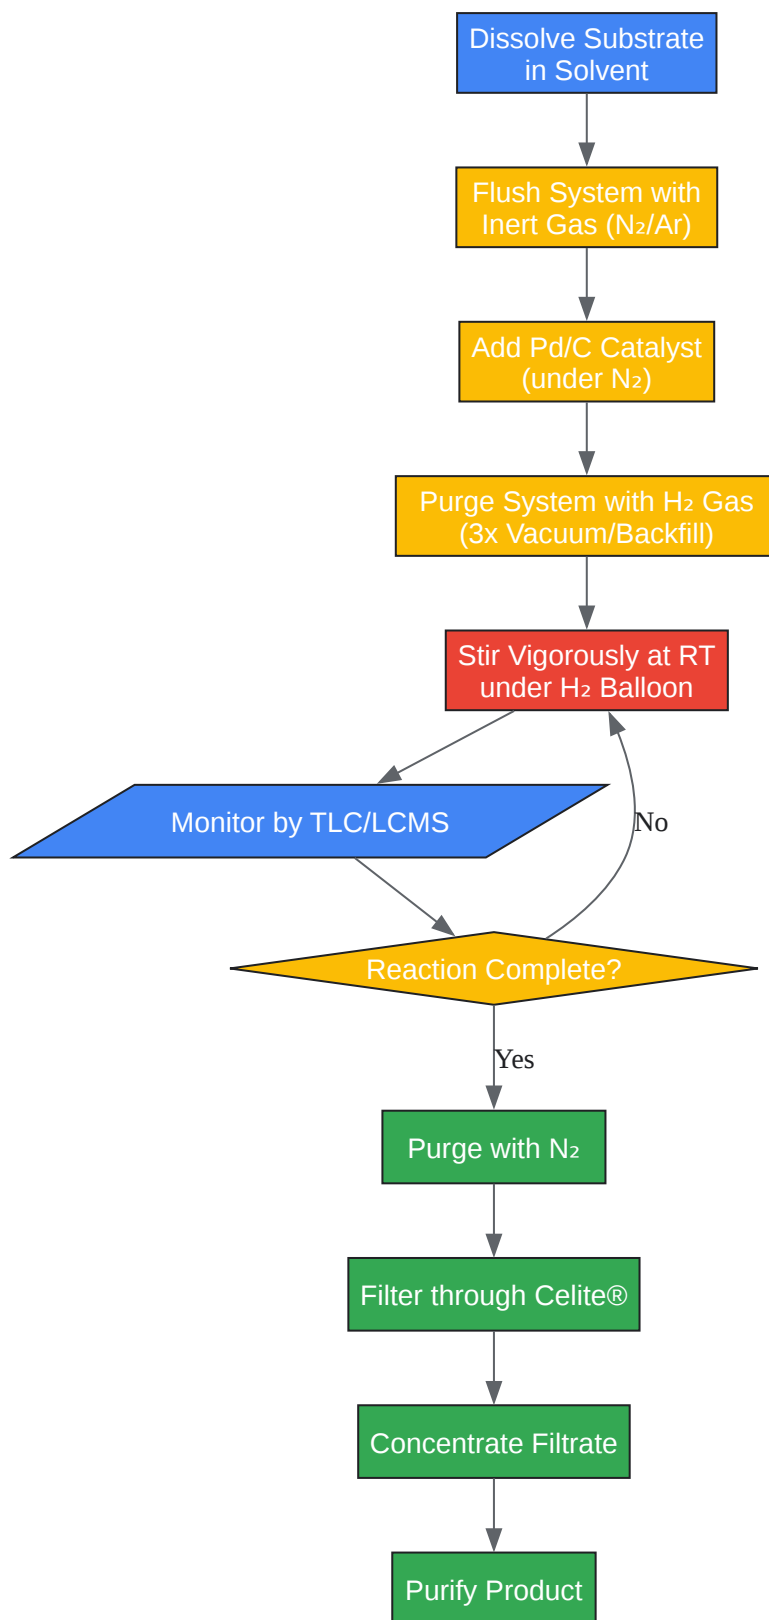 Dissolve Substrate
in Solvent
Flush System with
Inert Gas (N₂/Ar)
Add Pd/C Catalyst
(under N₂)
Purge System with H₂ Gas
(3x Vacuum/Backfill)
Stir Vigorously at RT
under H₂ Balloon
Monitor by TLC/LCMS
No
Reaction Complete?
Yes
Purge with N₂
Filter through Celite®
Concentrate Filtrate
Purify Product